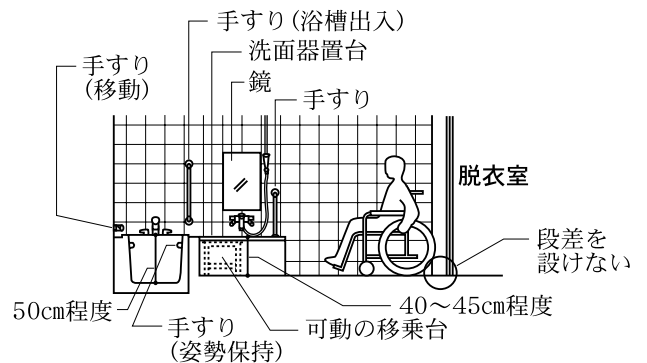 手すり(浴槽出入)
洗面器置台
鏡
手すり
(移動)
手すり
脱衣室
段差を
設けない
50cm程度
40〜45cm程度
手すり
(姿勢保持)
可動の移乗台